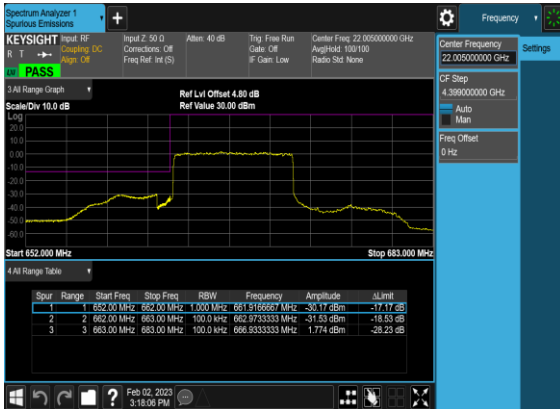 Spectrum Analyzer 1
Spurious Emissions
+
Frequency
KEYSIGHT Input: RF Input Z: 50 Ω Atten: 40 dB Trig: Free Run Center Freq: 22.005000000 GHz
R T Coupling: DC Corrections: Off Gate: Off Avg|Hold: 100/100
Align: Off Freq Ref: Int (S) IF Gain: Low Radio Std: None
PASS
Center Frequency
22.005000000 GHz
Settings
CF Step
4.399000000 GHz
Auto
Man
Freq Offset
0 Hz
3 All Range Graph
Ref Lvl Offset 4.80 dB
Scale/Div 10.0 dB Ref Value 30.00 dBm
Log
20.0
10.0
0.00
-10.0
-20.0
-30.0
-40.0
-50.0
-60.0
Start 652.000 MHz Stop 683.000 MHz
4 All Range Table
Spur Range Start Freq Stop Freq RBW Frequency Amplitude ΔLimit
1 1 652.00 MHz 662.00 MHz 1.000 MHz 661.9166667 MHz -30.17 dBm -17.17 dB
2 2 662.00 MHz 663.00 MHz 100.0 kHz 662.9733333 MHz -31.53 dBm -18.53 dB
3 3 663.00 MHz 683.00 MHz 100.0 kHz 666.9333333 MHz 1.774 dBm -28.23 dB
?
Feb 02, 2023
3:18:06 PM